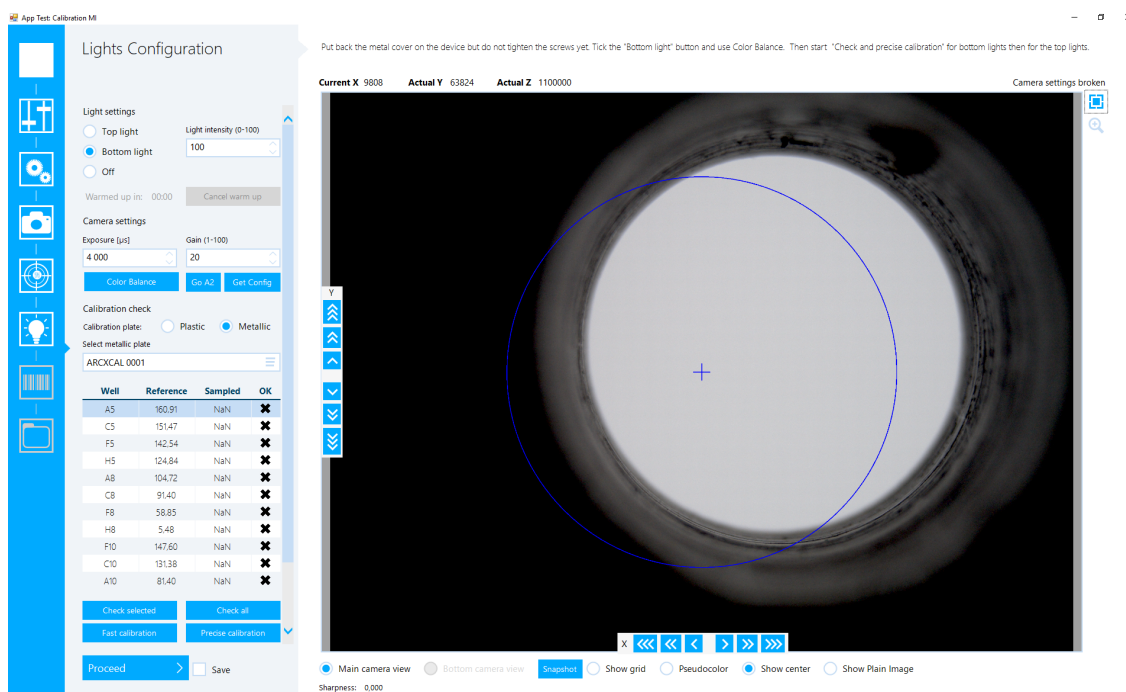 App Test: Calibration MI
Lights Configuration
Put back the metal cover on the device but do not tighten the screws yet. Tick the "Bottom light" button and use Color Balance. Then start "Check and precise calibration" for bottom lights then for the top lights.
Current X 9808 Actual Y 63824 Actual Z 1100000 Camera settings broken
Light settings
Top light
Light intensity (0-100)
Bottom light
100
Off
Warmed up in: 00:00 Cancel warm up
Camera settings
Exposure [µs] Gain (1-100)
4 000 20
Color Balance Go A2 Get Config
Calibration check
Calibration plate: Plastic Metallic
Select metallic plate
ARCXCAL 0001
Well Reference Sampled OK
A5 160,91 NaN
C5 151,47 NaN
F5 142,54 NaN
H5 124,84 NaN
A8 104,72 NaN
C8 91,40 NaN
F8 58,85 NaN
H8 5,48 NaN
F10 147,60 NaN
C10 131,38 NaN
A10 81,40 NaN
Check selected Check all
Fast calibration Precise calibration
Proceed Save
Y
X
Main camera view Bottom camera view Snapshot Show grid Pseudocolor Show center Show Plain Image
Sharpness: 0,000